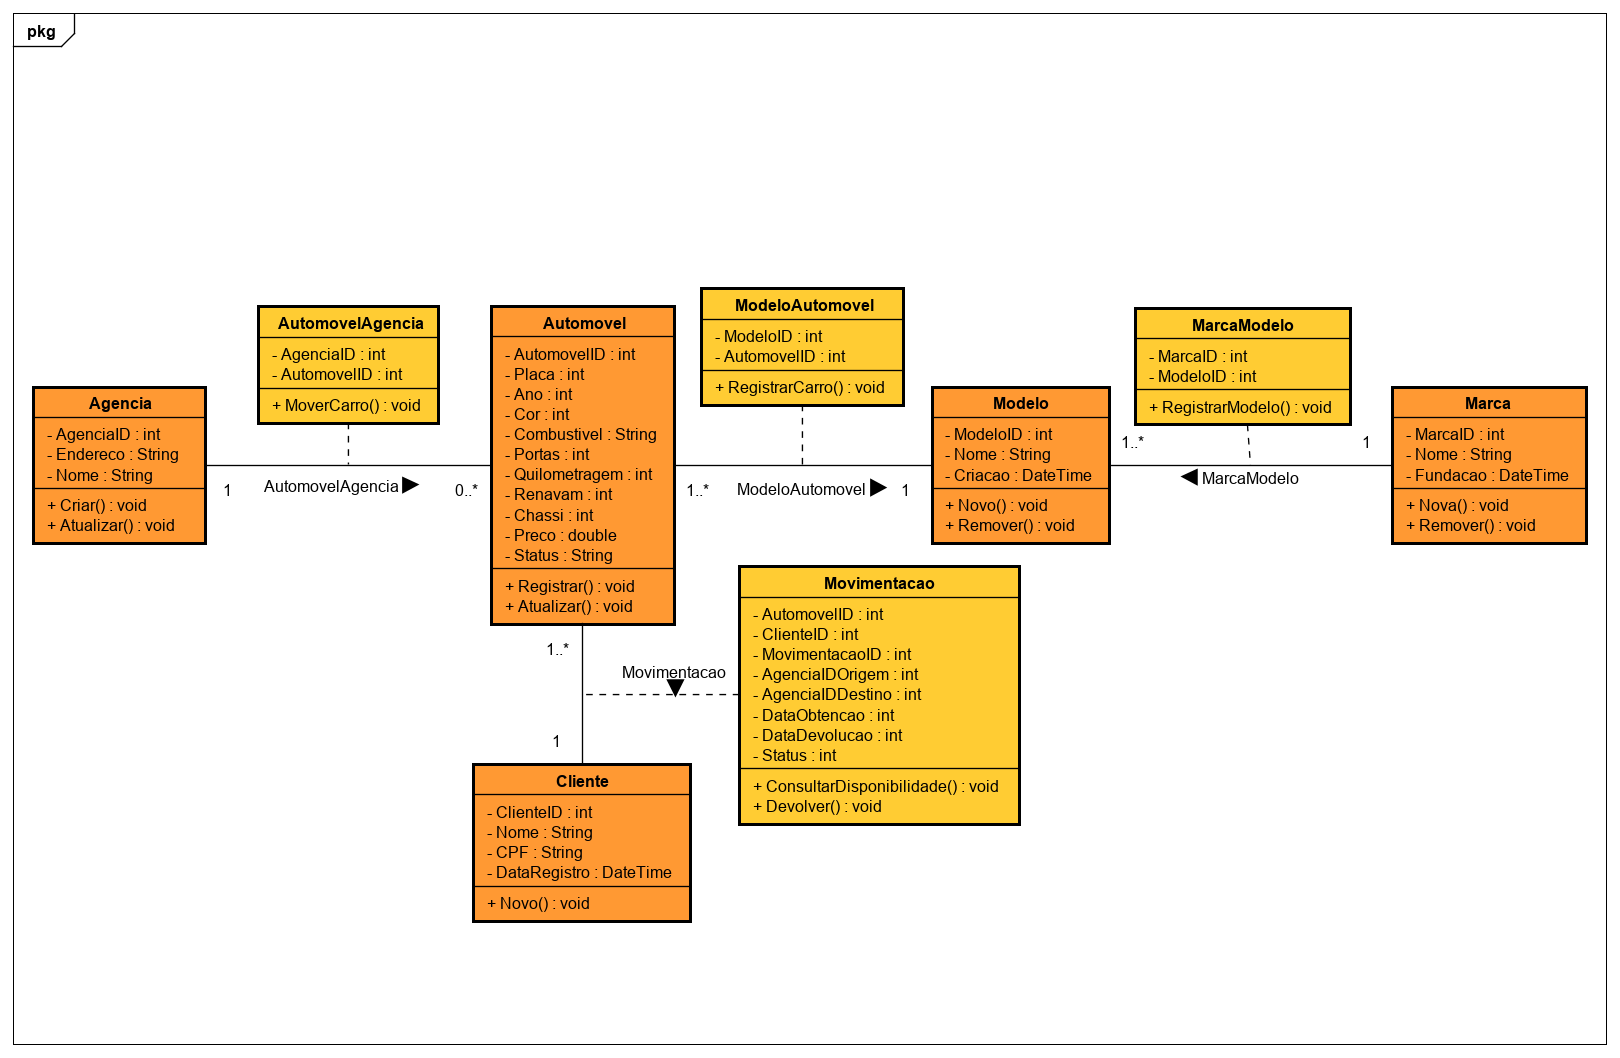 pkg
AutomovelAgencia
- AgenciaID : int
- AutomovelID : int
+ MoverCarro() : void
Automovel
- AutomovelID : int
- Placa : int
- Ano : int
- Cor : int
- Combustivel : String
- Portas : int
- Quilometragem : int
- Renavam : int
- Chassi : int
- Preco : double
- Status : String
+ Registrar() : void
+ Atualizar() : void
ModeloAutomovel
- ModeloID : int
- AutomovelID : int
+ RegistrarCarro() : void
MarcaModelo
- MarcaID : int
- ModeloID : int
+ RegistrarModelo() : void
Agencia
- AgenciaID : int
- Endereco : String
- Nome : String
+ Criar() : void
+ Atualizar() : void
Modelo
- ModeloID : int
- Nome : String
- Criacao : DateTime
+ Novo() : void
+ Remover() : void
Marca
- MarcaID : int
- Nome : String
- Fundacao : DateTime
+ Nova() : void
+ Remover() : void
1
AutomovelAgencia
0..*
1..*
ModeloAutomovel
1
1..*
MarcaModelo
1
1..*
Movimentacao
1
Movimentacao
- AutomovelID : int
- ClienteID : int
- MovimentacaoID : int
- AgenciaIDOrigem : int
- AgenciaIDDestino : int
- DataObtencao : int
- DataDevolucao : int
- Status : int
+ ConsultarDisponibilidade() : void
+ Devolver() : void
Cliente
- ClienteID : int
- Nome : String
- CPF : String
- DataRegistro : DateTime
+ Novo() : void